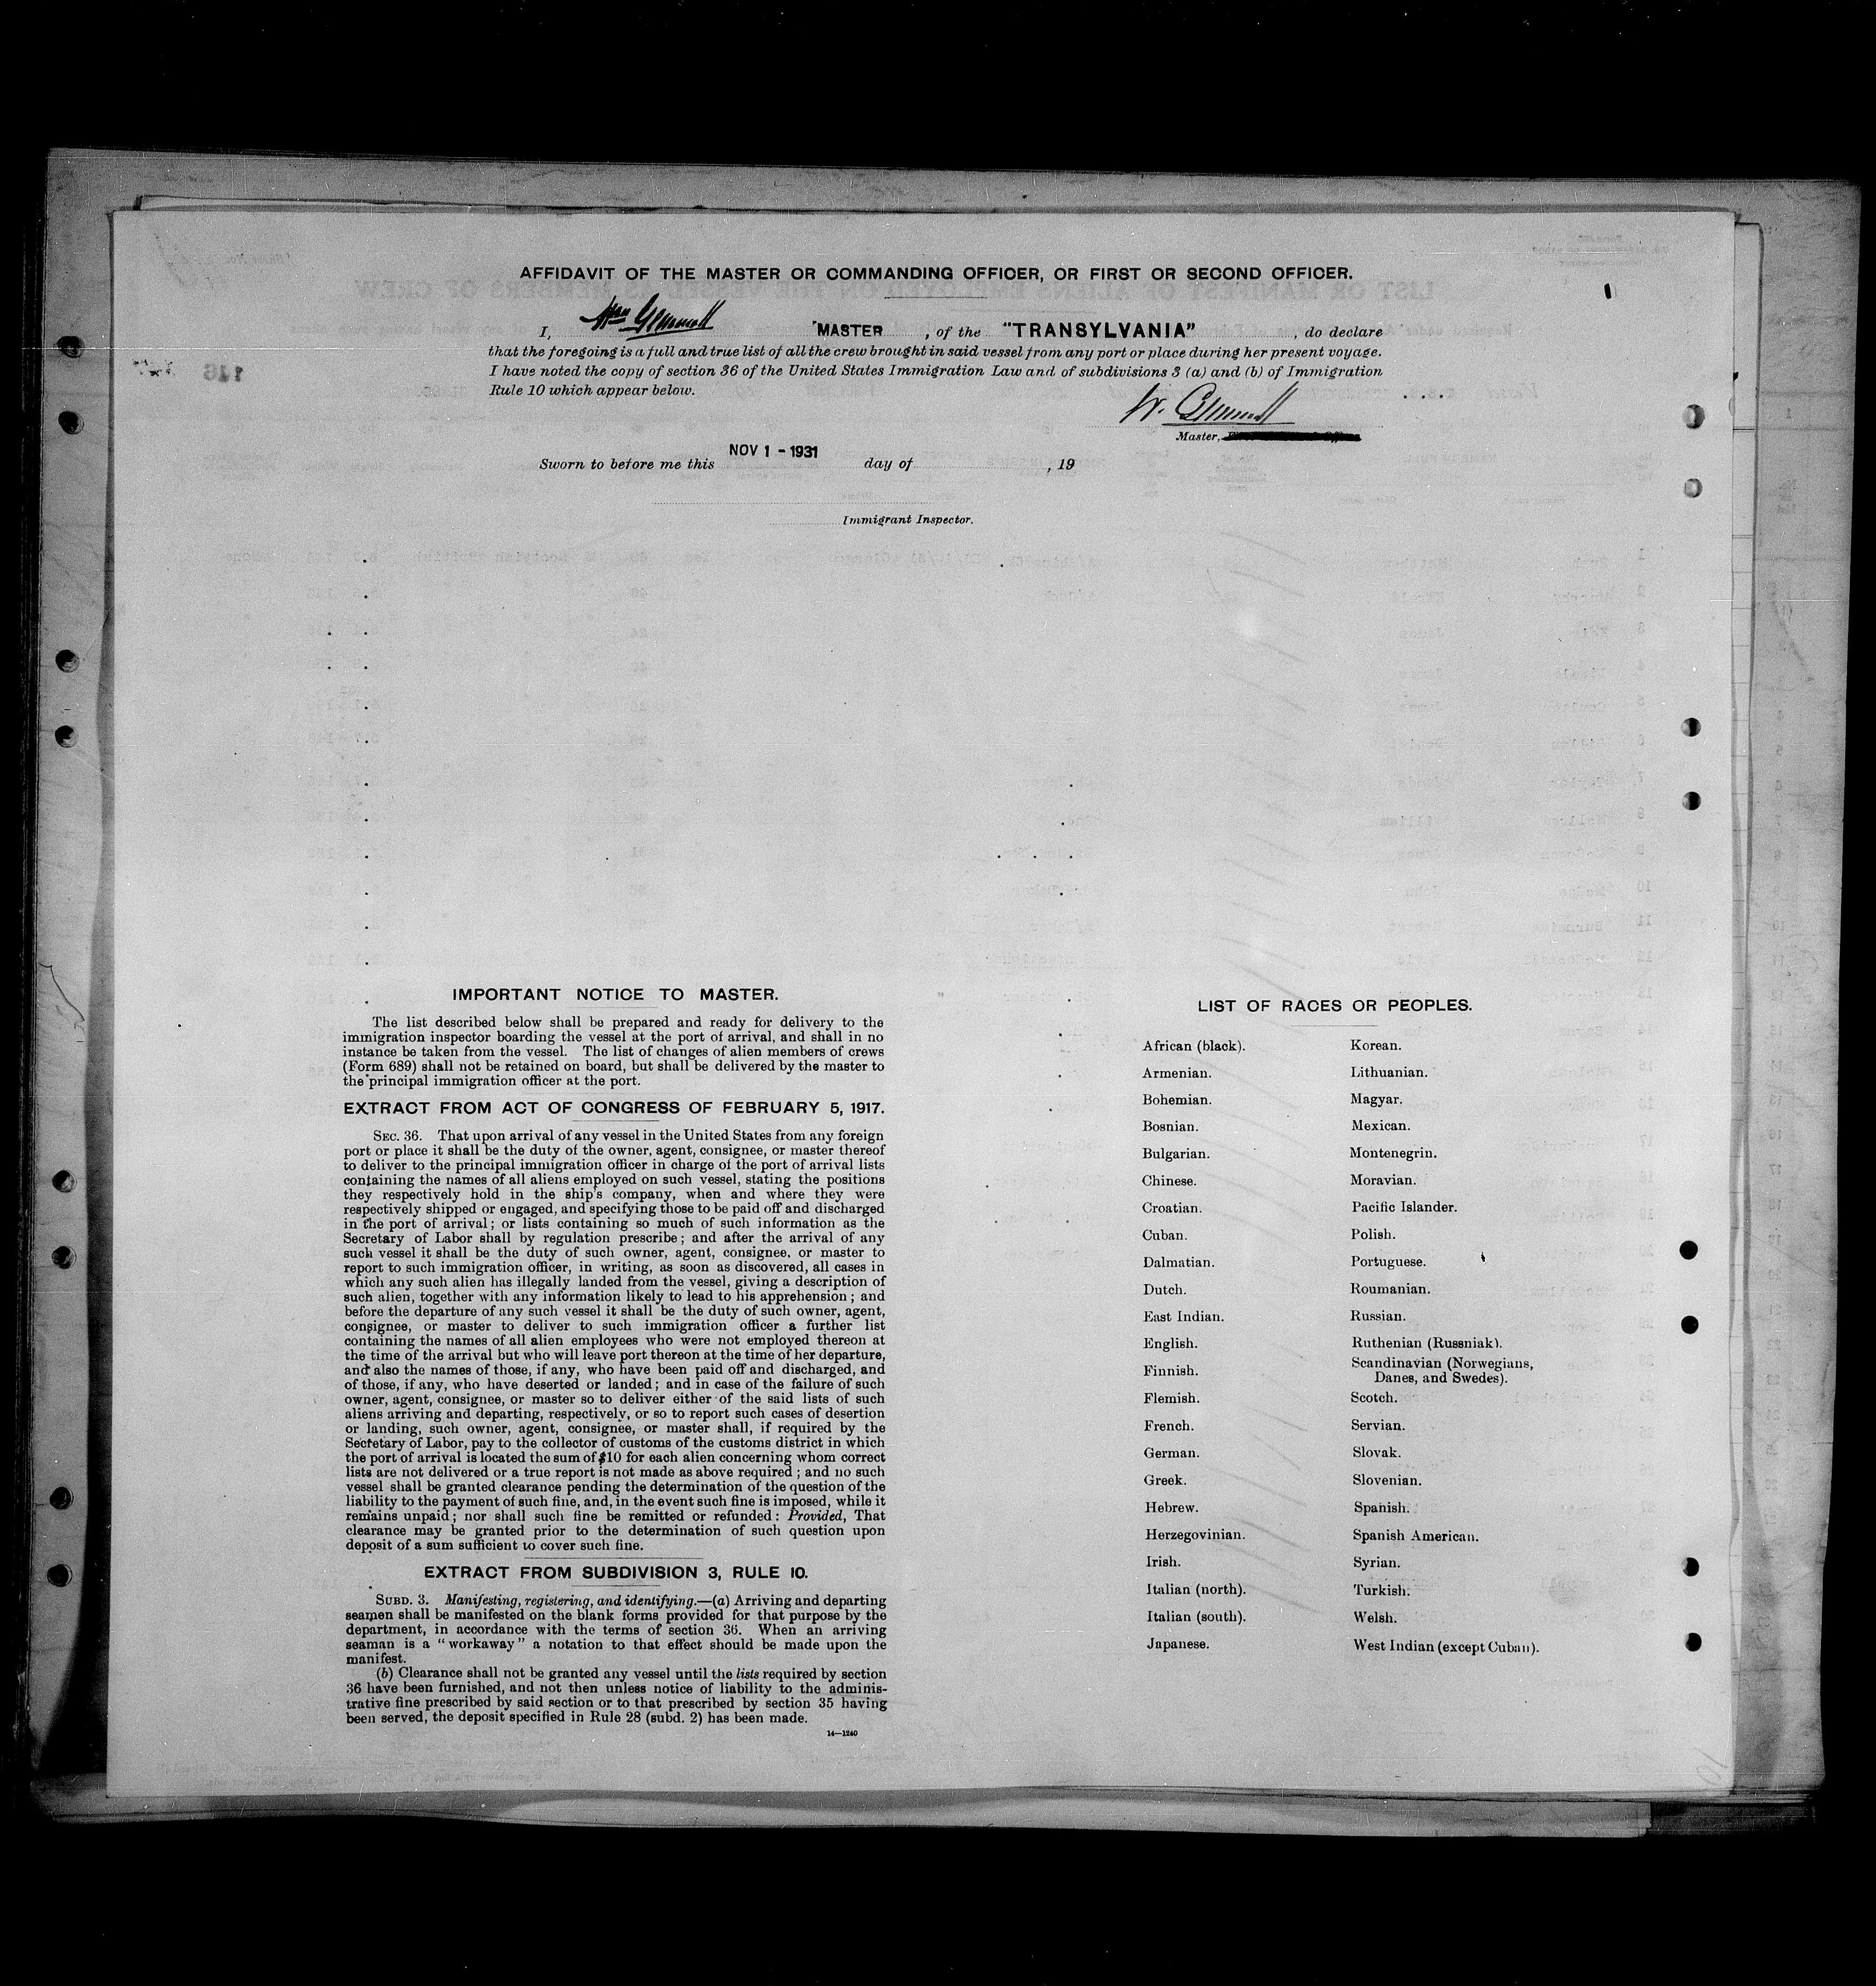 AFFIDAVIT OF THE MASTER OR COMMANDING OFFICER, OR FIRST OR SECOND OFFICER.
I, Wm Gemmell MASTER, of the "TRANSYLVANIA", do declare
that the foregoing is a full and true list of all the crew brought in said vessel from any port or place during her present voyage.
I have noted the copy of section 36 of the United States Immigration Law and of subdivisions 3 (a) and (b) of Immigration
Rule 10 which appear below.
W. Gemmell
Master,
Sworn to before me this NOV 1 - 1931 day of , 19
Immigrant Inspector.
IMPORTANT NOTICE TO MASTER.
The list described below shall be prepared and ready for delivery to the
immigration inspector boarding the vessel at the port of arrival, and shall in no
instance be taken from the vessel. The list of changes of alien members of crews
(Form 689) shall not be retained on board, but shall be delivered by the master to
the principal immigration officer at the port.
EXTRACT FROM ACT OF CONGRESS OF FEBRUARY 5, 1917.
SEC. 36. That upon arrival of any vessel in the United States from any foreign
port or place it shall be the duty of the owner, agent, consignee, or master thereof
to deliver to the principal immigration officer in charge of the port of arrival lists
containing the names of all aliens employed on such vessel, stating the positions
they respectively hold in the ship's company, when and where they were
respectively shipped or engaged, and specifying those to be paid off and discharged
in the port of arrival; or lists containing so much of such information as the
Secretary of Labor shall by regulation prescribe; and after the arrival of any
such vessel it shall be the duty of such owner, agent, consignee, or master to
report to such immigration officer, in writing, as soon as discovered, all cases in
which any such alien has illegally landed from the vessel, giving a description of
such alien, together with any information likely to lead to his apprehension; and
before the departure of any such vessel it shall be the duty of such owner, agent,
consignee, or master to deliver to such immigration officer a further list
containing the names of all alien employees who were not employed thereon at
the time of the arrival but who will leave port thereon at the time of her departure,
and also the names of those, if any, who have been paid off and discharged, and
of those, if any, who have deserted or landed; and in case of the failure of such
owner, agent, consignee, or master so to deliver either of the said lists of such
aliens arriving and departing, respectively, or so to report such cases of desertion
or landing, such owner, agent, consignee, or master shall, if required by the
Secretary of Labor, pay to the collector of customs of the customs district in which
the port of arrival is located the sum of $10 for each alien concerning whom correct
lists are not delivered or a true report is not made as above required; and no such
vessel shall be granted clearance pending the determination of the question of the
liability to the payment of such fine, and, in the event such fine is imposed, while it
remains unpaid; nor shall such fine be remitted or refunded: Provided, That
clearance may be granted prior to the determination of such question upon
deposit of a sum sufficient to cover such fine.
EXTRACT FROM SUBDIVISION 3, RULE 10.
SUBD. 3. Manifesting, registering, and identifying.—(a) Arriving and departing
seamen shall be manifested on the blank forms provided for that purpose by the
department, in accordance with the terms of section 36. When an arriving
seaman is a "workaway" a notation to that effect should be made upon the
manifest.
(b) Clearance shall not be granted any vessel until the lists required by section
36 have been furnished, and not then unless notice of liability to the adminis-
trative fine prescribed by said section or to that prescribed by section 35 having
been served, the deposit specified in Rule 28 (subd. 2) has been made.
14—1240
LIST OF RACES OR PEOPLES.
African (black).
Armenian.
Bohemian.
Bosnian.
Bulgarian.
Chinese.
Croatian.
Cuban.
Dalmatian.
Dutch.
East Indian.
English.
Finnish.
Flemish.
French.
German.
Greek.
Hebrew.
Herzegovinian.
Irish.
Italian (north).
Italian (south).
Japanese.
Korean.
Lithuanian.
Magyar.
Mexican.
Montenegrin.
Moravian.
Pacific Islander.
Polish.
Portuguese.
Roumanian.
Russian.
Ruthenian (Russniak).
Scandinavian (Norwegians,
Danes, and Swedes).
Scotch.
Servian.
Slovak.
Slovenian.
Spanish.
Spanish American.
Syrian.
Turkish.
Welsh.
West Indian (except Cuban).